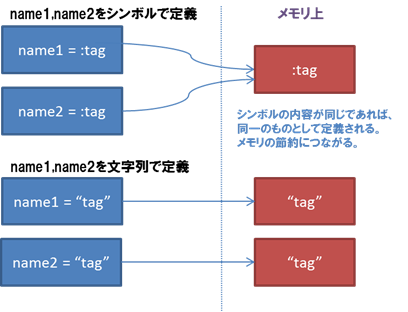 name1,name2をシンボルで定義
メモリ上
name1 = :tag
:tag
name2 = :tag
シンボルの内容が同じであれば、
同一のものとして定義される。
メモリの節約につながる。
name1,name2を文字列で定義
name1 = “tag”
“tag”
name2 = “tag”
“tag”